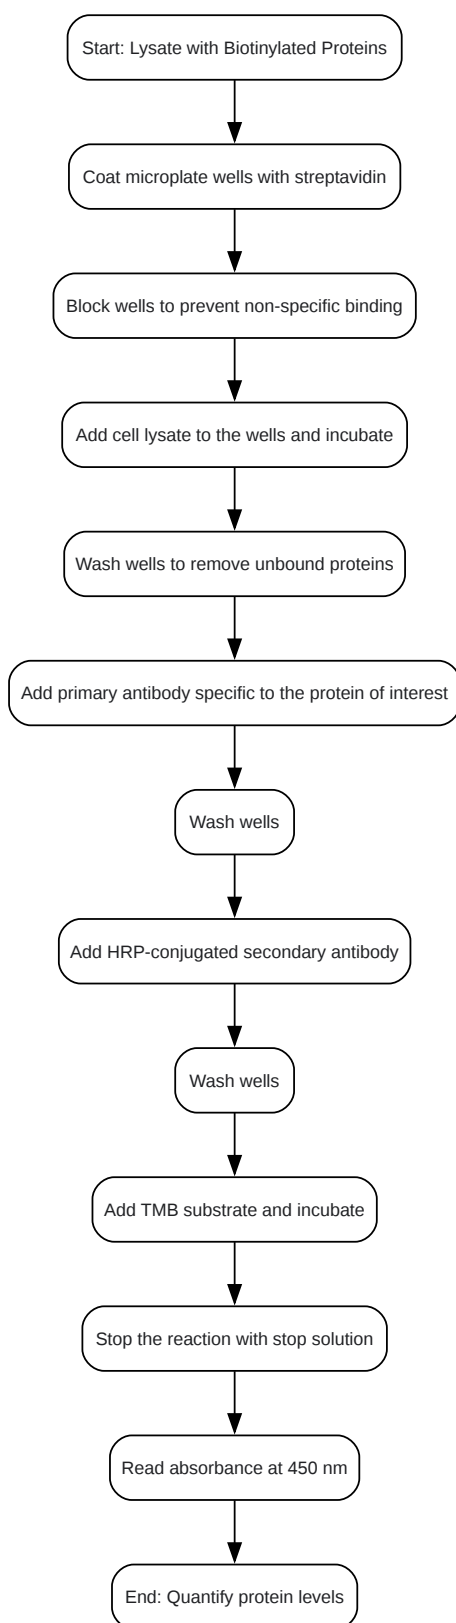 Start: Lysate with Biotinylated Proteins
Coat microplate wells with streptavidin
Block wells to prevent non-specific binding
Add cell lysate to the wells and incubate
Wash wells to remove unbound proteins
Add primary antibody specific to the protein of interest
Wash wells
Add HRP-conjugated secondary antibody
Wash wells
Add TMB substrate and incubate
Stop the reaction with stop solution
Read absorbance at 450 nm
End: Quantify protein levels